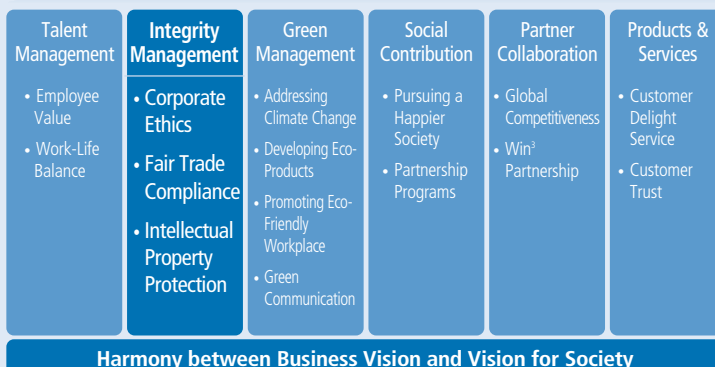 Talent
Management
• Employee
Value
• Work-Life
Balance
Integrity
Management
• Corporate
Ethics
• Fair Trade
Compliance
• Intellectual
Property
Protection
Green
Management
• Addressing
Climate Change
• Developing Eco-
Products
• Promoting Eco-
Friendly
Workplace
• Green
Communication
Social
Contribution
• Pursuing a
Happier
Society
• Partnership
Programs
Partner
Collaboration
• Global
Competitiveness
• Win³
Partnership
Products &
Services
• Customer
Delight
Service
• Customer
Trust
Harmony between Business Vision and Vision for Society